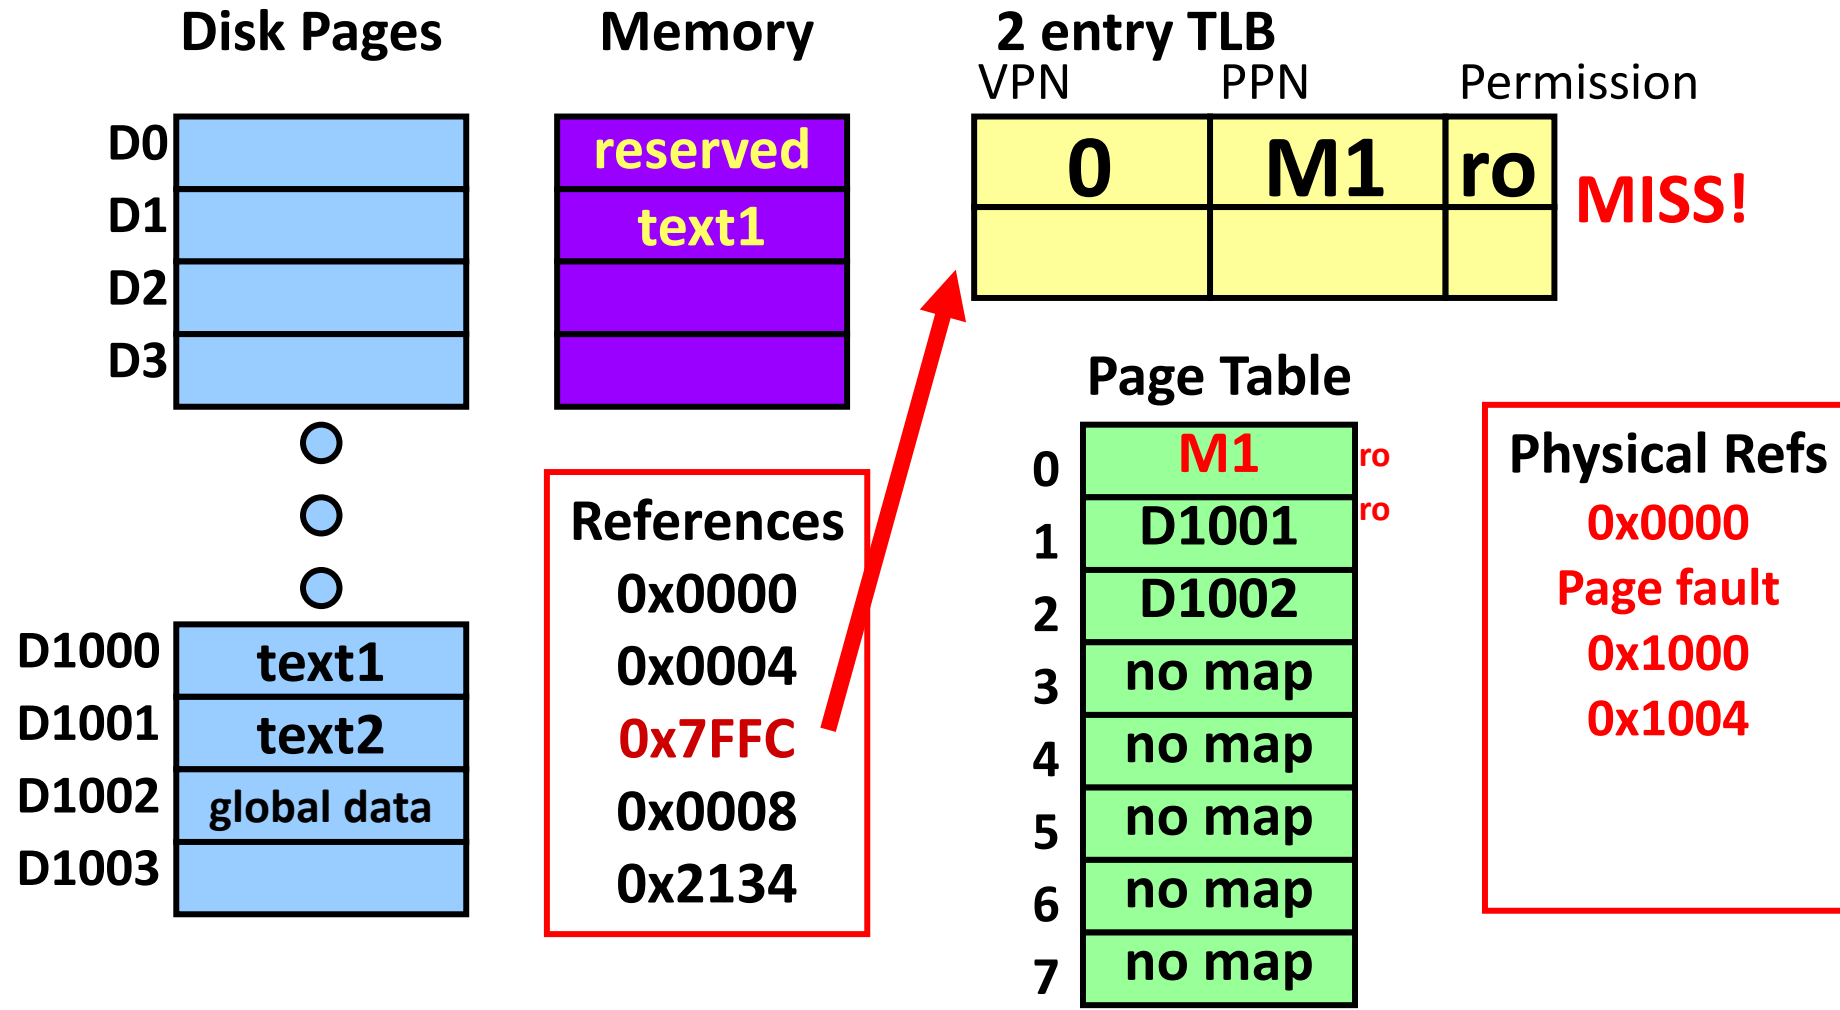 Disk Pages
Memory
2 entry TLB
VPN
PPN
Permission
D0
D1
D2
D3
reserved
text1
0
M1
ro
MISS!
D1000
D1001
D1002
D1003
text1
text2
global data
References
0x0000
0x0004
0x7FFC
0x0008
0x2134
Page Table
0 M1 ro
1 D1001 ro
2 D1002
3 no map
4 no map
5 no map
6 no map
7 no map
Physical Refs
0x0000
Page fault
0x1000
0x1004